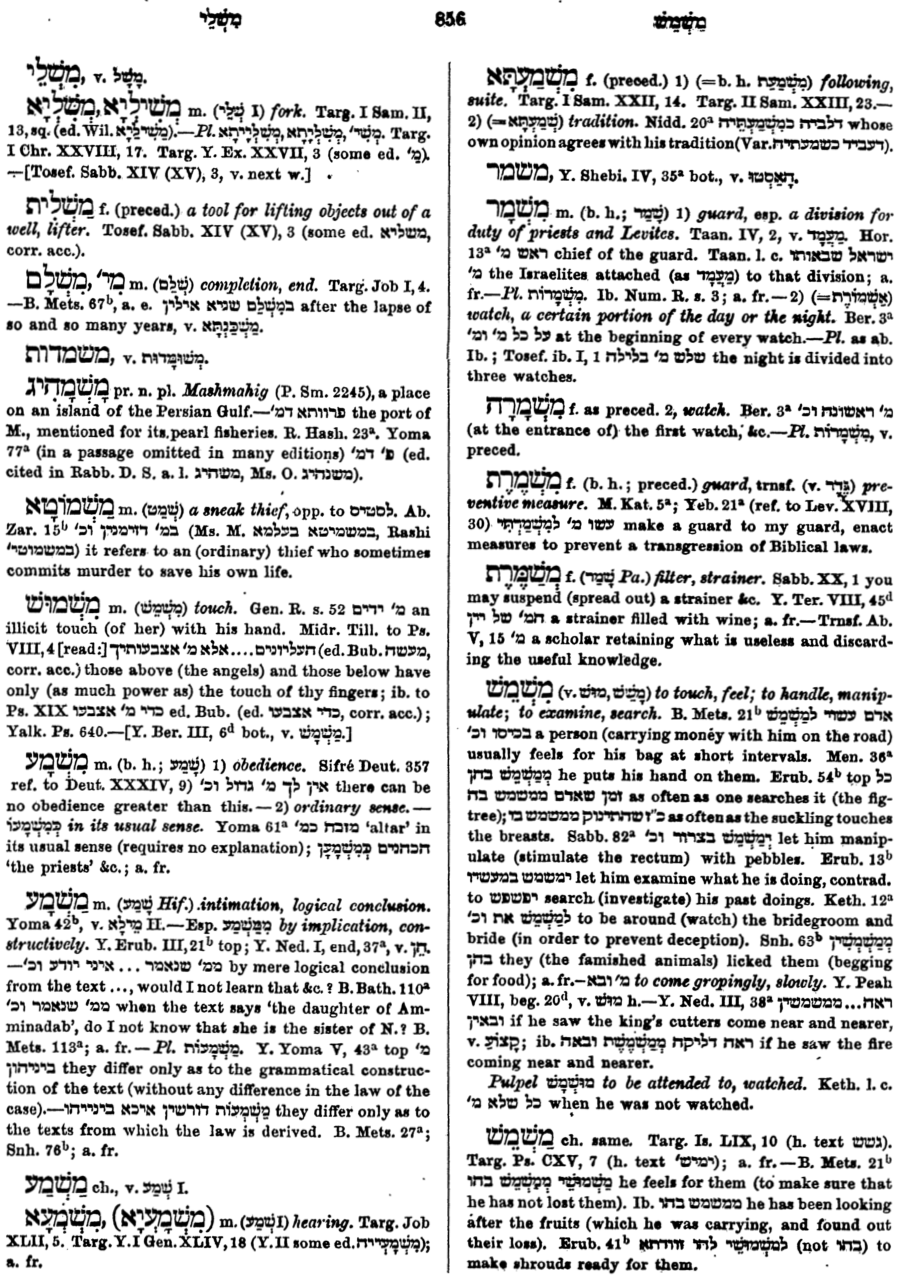 מִשְׁלֵי 856 מַשְׁמֵשׁ
מִשְׁלֵי, v. מָשָׁל.
מִשְׁלְיָא, מַשִׁילְיָא m. (שְׁלֵי I) fork. Targ. I Sam. II,
13, sq. (ed. Wil. מַשִׁילַיָּא).—Pl. מִשְׁלְיָיתָא, מַשִׁלְיָתָא, מַשִׁי׳. Targ.
I Chr. XXVIII, 17. Targ. Y. Ex. XXVII, 3 (some ed. מַ׳).
—[Tosef. Sabb. XIV (XV), 3, v. next w.]
מַשְׁלִית f. (preced.) a tool for lifting objects out of a
well, lifter. Tosef. Sabb. XIV (XV), 3 (some ed. משליא,
corr. acc.).
מִשְׁלָם, מִי׳ m. (שָׁלַם) completion, end. Targ. Job I, 4.
—B. Mets. 67ᵇ, a. e. במִשְׁלַם שניא אילין after the lapse of
so and so many years, v. מַשְׁכַּנְתָּא.
משמדות, v. מְשׁוּמָּדוּת.
מָשְׁמָהִיג pr. n. pl. Mashmahig (P. Sm. 2245), a place
on an island of the Persian Gulf.—פרוותא דמ׳ the port of
M., mentioned for its pearl fisheries. R. Hash. 23ᵃ. Yoma
77ᵃ (in a passage omitted in many editions) פ׳ דמ׳ (ed.
cited in Rabb. D. S. a. l. משהיג, Ms. O. משנהיג).
מִשְׁמוֹטָא m. (שְׁמַט) a sneak thief, opp. to לסטים. Ab.
Zar. 15ᵇ במ׳ דזימנין וכ׳ (Ms. M. במשמיטא בעלמא, Rashi
במשמוטי׳) it refers to an (ordinary) thief who sometimes
commits murder to save his own life.
מִשְׁמוּשׁ m. (מִשְׁמֵשׁ) touch. Gen. R. s. 52 מ׳ ידים an
illicit touch (of her) with his hand. Midr. Till. to Ps.
VIII, 4 [read:] העליונים....אלא מ׳ אצבעותיך (ed. Bub. מעשה,
corr. acc.) those above (the angels) and those below have
only (as much power as) the touch of thy fingers; ib. to
Ps. XIX כדי מ׳ אצבעו ed. Bub. (ed. כדי אצבעו, corr. acc.);
Yalk. Ps. 640.—[Y. Ber. III, 6ᵈ bot., v. מַשְׁמָשׁ.]
מִשְׁמָע m. (b. h.; שָׁמַע) 1) obedience. Sifré Deut. 357
ref. to Deut. XXXIV, 9) אין לך מ׳ גדול וכ׳ there can be
no obedience greater than this. — 2) ordinary sense. —
כְּמִשְׁמָעוֹ in its usual sense. Yoma 61ᵃ מזבח כמ׳ ‘altar’ in
its usual sense (requires no explanation); הכהנים כְּמִשְׁמָעָן
‘the priests’ &c.; a. fr.
מַשְׁמָע m. (שָׁמַע Hif.) intimation, logical conclusion.
Yoma 42ᵇ, v. מִילָּא II.—Esp. מִמַּשְׁמָע by implication, con-
structively. Y. Erub. III, 21ᵇ top; Y. Ned. I, end, 37ᵃ, v. הֵן.
—ממ׳ שנאמר ... איני יודע וכ׳ by mere logical conclusion
from the text ..., would I not learn that &c.? B. Bath. 110ᵃ
ממ׳ שנאמר וכ׳ when the text says ‘the daughter of Am-
minadab’, do I not know that she is the sister of N.? B.
Mets. 113ᵃ; a. fr.—Pl. מַשְׁמָעוֹת. Y. Yoma V, 43ᵃ top מ׳
ביניהון they differ only as to the grammatical construc-
tion of the text (without any difference in the law of the
case).—מַשְׁמָעוֹת דורשין איכא בינייהו they differ only as to
the texts from which the law is derived. B. Mets. 27ᵃ;
Snh. 76ᵇ; a. fr.
מִשְׁמַע ch., v. שְׁמַע I.
מִשְׁמְעָא, (מִשְׁמָעְיָא) m. (שְׁמַע I) hearing. Targ. Job
XLII, 5. Targ. Y. I Gen. XLIV, 18 (Y. II some ed. מִשְׁמָעְיִיה);
a. fr.
מִשְׁמַעְתָּא f. (preced.) 1) (=b. h. מִשְׁמַעַת) following,
suite. Targ. I Sam. XXII, 14. Targ. II Sam. XXIII, 23.—
2) (=שְׁמַעְתָּא) tradition. Nidd. 20ᵃ דלביה כמִשְׁמַעְתֵּיהּ whose
own opinion agrees with his tradition (Var. דעביד כשמעתיה).
משמר, Y. Shebi. IV, 35ᵃ bot., v. דָּאַסְטוּ.
מִשְׁמָר m. (b. h.; שָׁמַר) 1) guard, esp. a division for
duty of priests and Levites. Taan. IV, 2, v. מַעֲמָד. Hor.
13ᵃ ראש מ׳ chief of the guard. Taan. l. c. ישראל שבאותו
מ׳ the Israelites attached (as מַעֲמָד) to that division; a.
fr.—Pl. מִשְׁמָרוֹת. Ib. Num. R. s. 3; a. fr. — 2) (=אַשְׁמוֹרֶת)
watch, a certain portion of the day or the night. Ber. 3ᵃ
על כל מ׳ ומ׳ at the beginning of every watch.—Pl. as ab.
Ib.; Tosef. ib. I, 1 שלש מ׳ בלילה the night is divided into
three watches.
מִשְׁמָרָה f. as preced. 2, watch. Ber. 3ᵃ מ׳ ראשונה וכ׳
(at the entrance of) the first watch, &c.—Pl. מִשְׁמָרוֹת, v.
preced.
מִשְׁמֶרֶת f. (b. h.; preced.) guard, trnsf. (v. גָּדֵר) pre-
ventive measure. M. Kat. 5ᵃ; Yeb. 21ᵃ (ref. to Lev. XVIII,
30) עשו מ׳ לְמִשְׁמַרְתִּי make a guard to my guard, enact
measures to prevent a transgression of Biblical laws.
מְשַׁמֶּרֶת f. (שָׁמַר Pa.) filter, strainer. Sabb. XX, 1 you
may suspend (spread out) a strainer &c. Y. Ter. VIII, 45ᵈ
המ׳ של יין a strainer filled with wine; a. fr.—Trnsf. Ab.
V, 15 מ׳ a scholar retaining what is useless and discard-
ing the useful knowledge.
מִשְׁמֵשׁ (v. מָשַׁשׁ, מוּשׁ) to touch, feel; to handle, manip-
ulate; to examine, search. B. Mets. 21ᵇ אדם עשוי לְמַשְׁמֵשׁ
בכיסו וכ׳ a person (carrying money with him on the road)
usually feels for his bag at short intervals. Men. 36ᵃ
מְמַשְׁמֵשׁ בהן he puts his hand on them. Erub. 54ᵇ top כל
זמן שאדם ממשמש בה as often as one searches it (the fig-
tree); כ״ז שהתינוק ממשמש בו as often as the suckling touches
the breasts. Sabb. 82ᵃ יְמַשְׁמֵשׁ בצרור וכ׳ let him manip-
ulate (stimulate the rectum) with pebbles. Erub. 13ᵇ
ימשמש במעשיו let him examine what he is doing, contrad.
to יפשפש search (investigate) his past doings. Keth. 12ᵃ
לְמַשְׁמֵשׁ את וכ׳ to be around (watch) the bridegroom and
bride (in order to prevent deception). Snh. 63ᵇ מְמַשְׁמְשִׁין
בהן they (the famished animals) licked them (begging
for food); a. fr.—מ׳ ובא to come gropingly, slowly. Y. Peah
VIII, beg. 20ᵈ, v. מוּשׁ h.—Y. Ned. III, 38ᵃ ראה...ממשמשין
ובאין if he saw the king's cutters come near and nearer,
v. קָצוֹץ; ib. ראה דליקה מְמַשְׁמֶשֶׁת ובאה if he saw the fire
coming near and nearer.
Pulpel מוּשְׁמָשׁ to be attended to, watched. Keth. l. c.
כל שלא מ׳ when he was not watched.
מַשְׁמֵשׁ ch. same. Targ. Is. LIX, 10 (h. text גשש).
Targ. Ps. CXV, 7 (h. text ימיש׳); a. fr.—B. Mets. 21ᵇ
מַשְׁמוּשֵׁי מְמַשְׁמֵשׁ בהו he feels for them (to make sure that
he has not lost them). Ib. ממשמש בהו he has been looking
after the fruits (which he was carrying, and found out
their loss). Erub. 41ᵇ למַשְׁמוּשֵׁי להו זוודתא (not בהו) to
make shrouds ready for them.